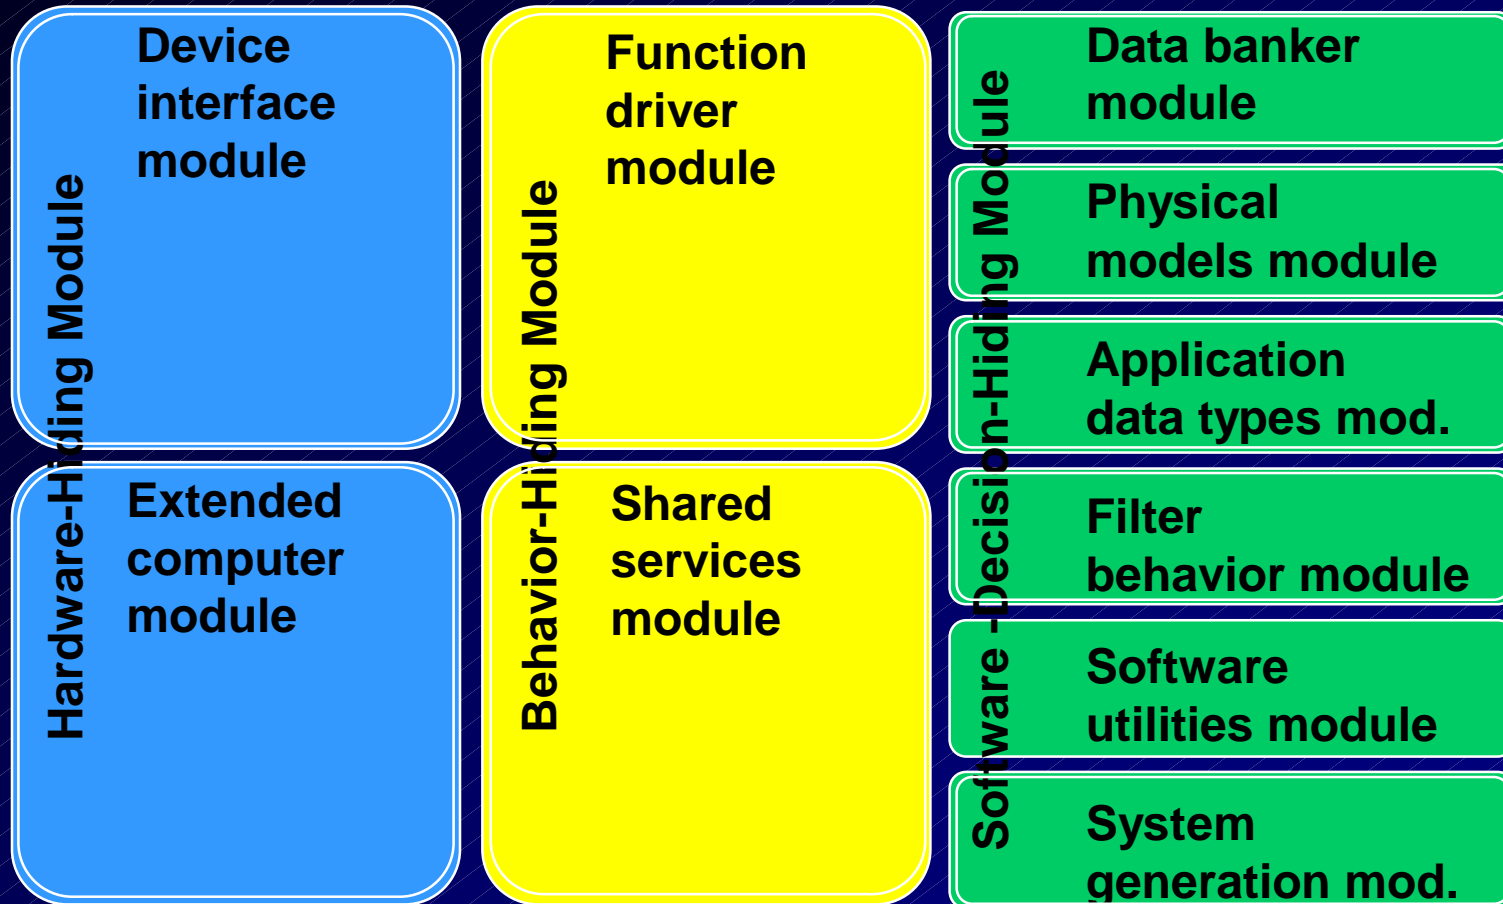 Hardware-Hiding Module
Device
interface
module
Extended
computer
module
Behavior-Hiding Module
Function
driver
module
Shared
services
module
Software -Decision-Hiding Module
Data banker
module
Physical
models module
Application
data types mod.
Filter
behavior module
Software
utilities module
System
generation mod.